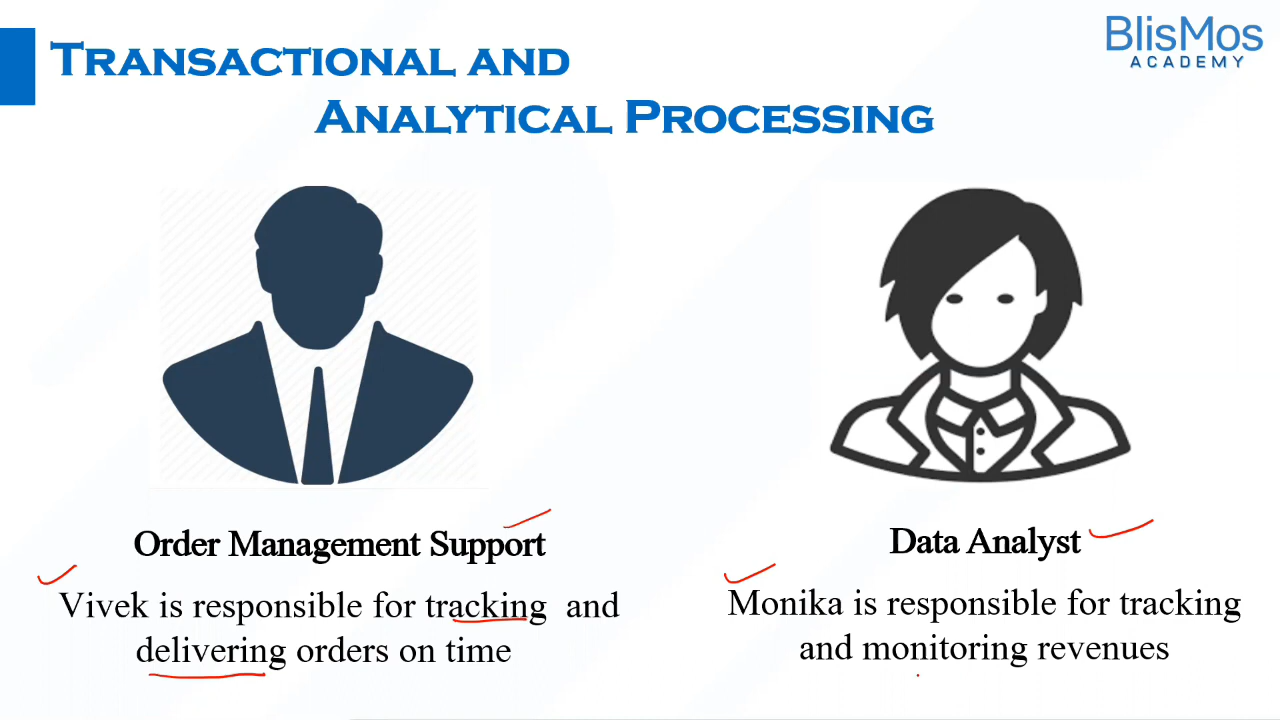 TRANSACTIONAL AND
ANALYTICAL PROCESSING
BlisMos
ACADEMY
Order Management Support
Vivek is responsible for tracking and
delivering orders on time
Data Analyst
Monika is responsible for tracking
and monitoring revenues